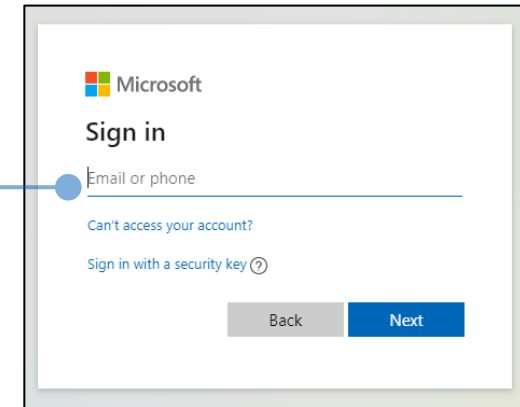 Microsoft
Sign in
Email or phone
Can't access your account?
Sign in with a security key ?
Back
Next